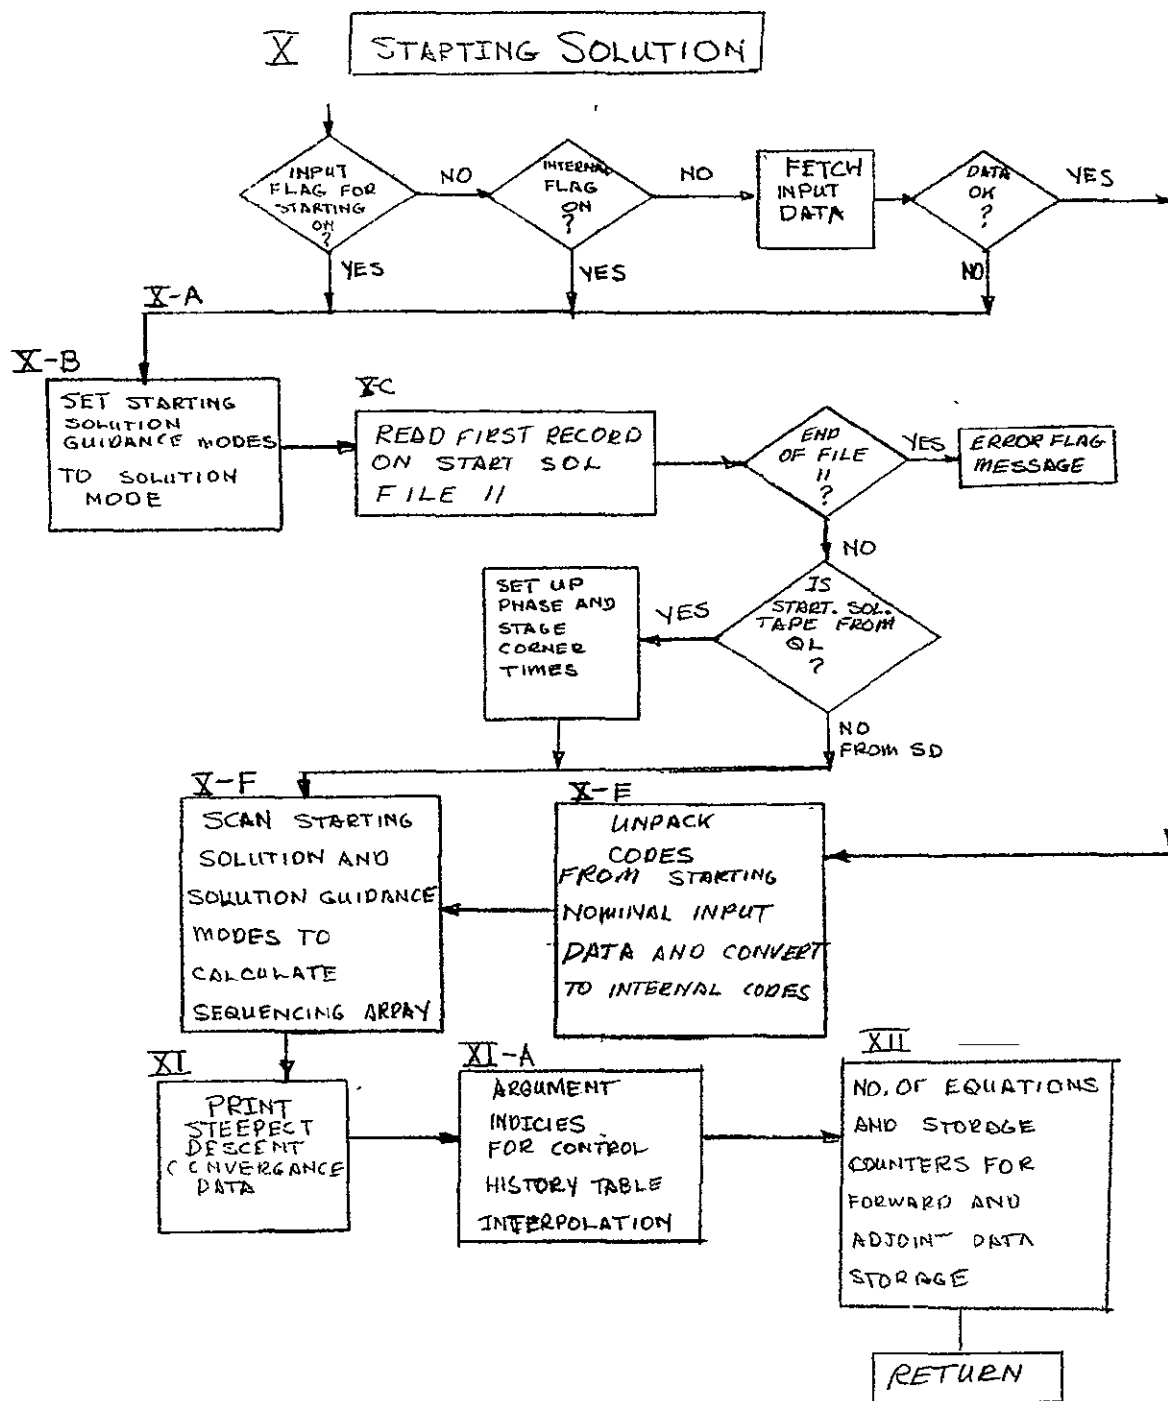 X STARTING SOLUTION
INPUT
FLAG FOR
STARTING
ON
?
NO
YES
INTERNAL
FLAG
ON
?
NO
YES
FETCH
INPUT
DATA
DATA
OK
?
YES
NO
X-A
X-B
SET STARTING
SOLUTION
GUIDANCE MODES
TO SOLUTION
MODE
X-C
READ FIRST RECORD
ON START SOL
FILE 11
END
OF FILE
11
?
YES
ERROR FLAG
MESSAGE
NO
IS
START. SOL.
TAPE FROM
QL
?
YES
SET UP
PHASE AND
STAGE
CORNER
TIMES
NO
FROM SD
X-F
SCAN STARTING
SOLUTION AND
SOLUTION GUIDANCE
MODES TO
CALCULATE
SEQUENCING ARRAY
X-E
UNPACK
CODES
FROM STARTING
NOMINAL INPUT
DATA AND CONVERT
TO INTERNAL CODES
XI
PRINT
STEEPECT
DESCENT
CONVERGANCE
DATA
XI-A
ARGUMENT
INDICIES
FOR CONTROL
HISTORY TABLE
INTERPOLATION
XII
NO. OF EQUATIONS
AND STORAGE
COUNTERS FOR
FORWARD AND
ADJOINT DATA
STORAGE
RETURN